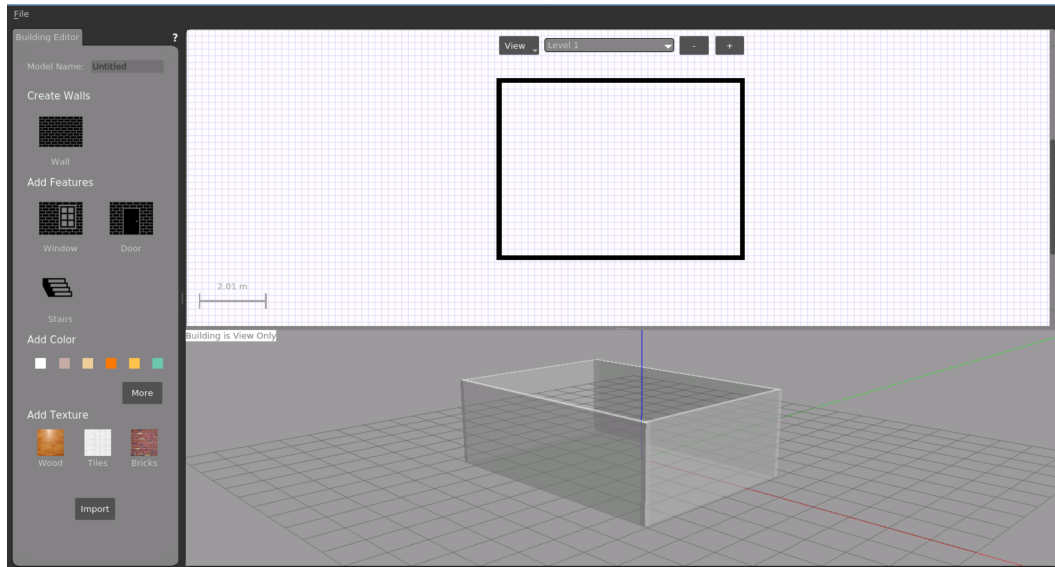 File
Building Editor
?
Model Name: Untitled
Create Walls
Wall
Add Features
Window
Door
Stairs
Add Color
More
Add Texture
Wood
Tiles
Bricks
Import
View
Level 1
-
+
2.01 m
Building is View Only